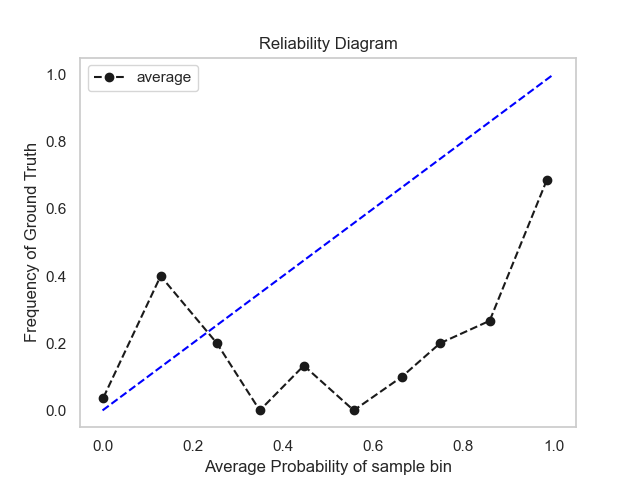 Reliability Diagram
average
Frequency of Ground Truth
1.0
0.8
0.6
0.4
0.2
0.0
0.0 0.2 0.4 0.6 0.8 1.0
Average Probability of sample bin